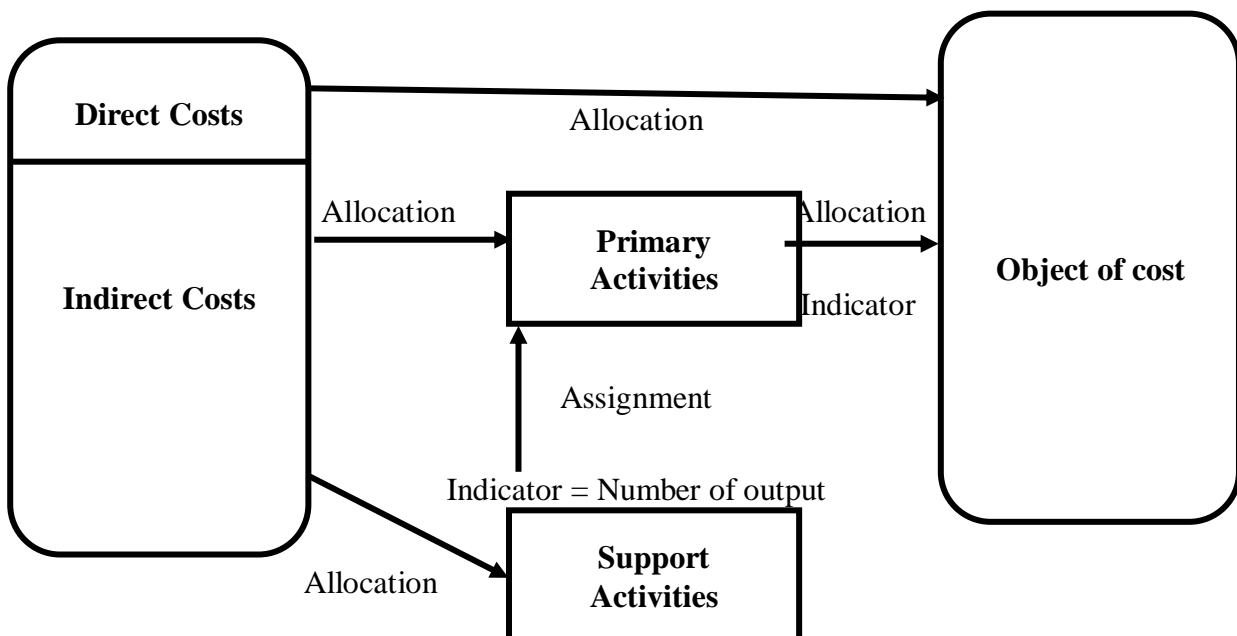 Direct Costs
Allocation
Allocation
Allocation
Primary
Activities
Object of cost
Indirect Costs
Indicator
Assignment
Indicator = Number of output
Support
Activities
Allocation